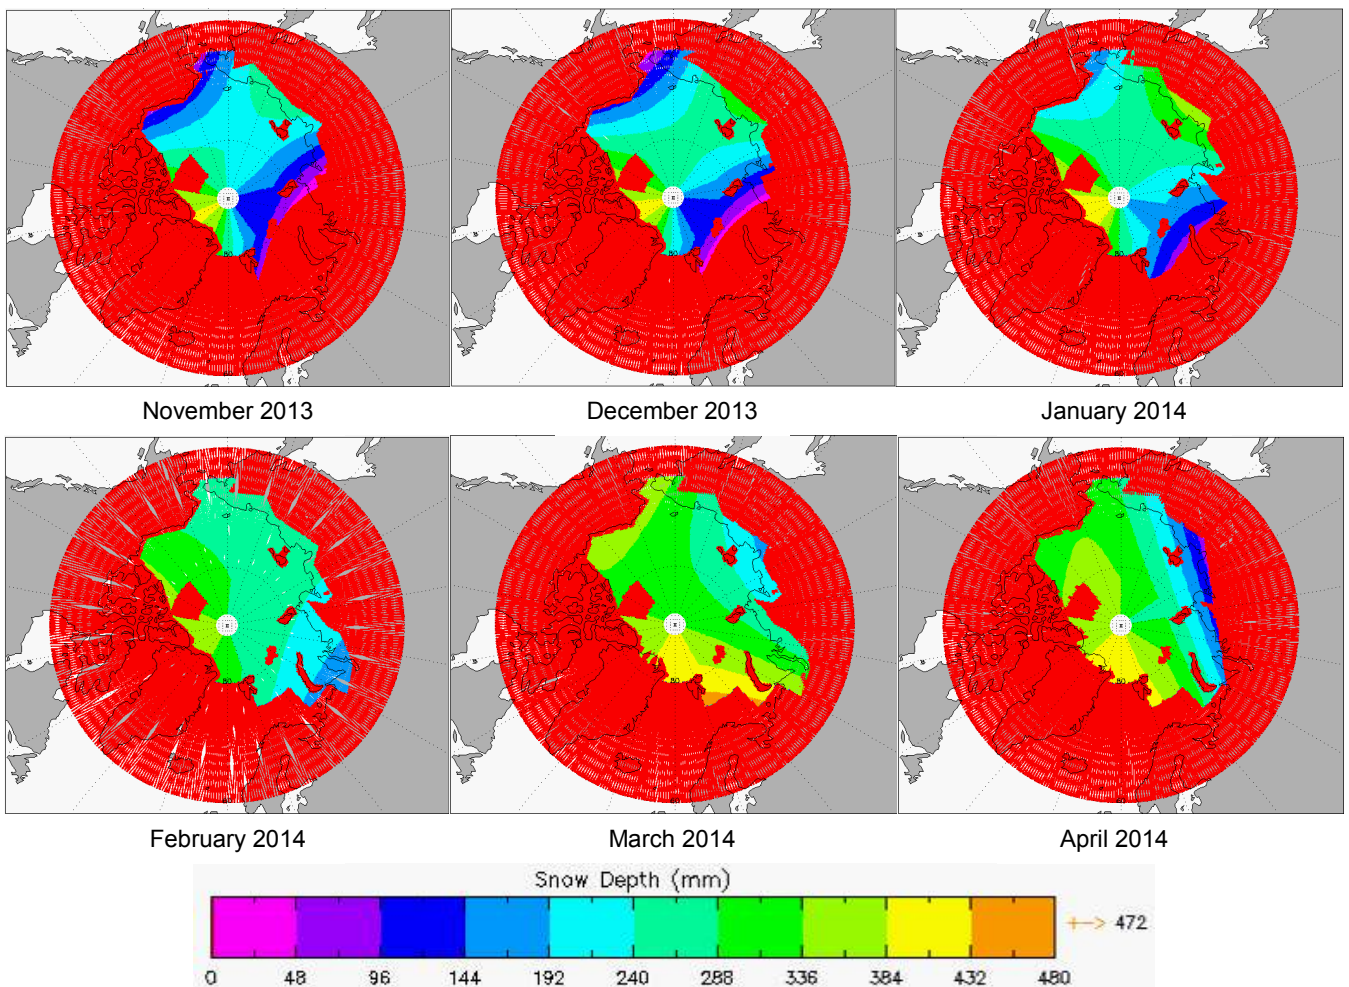 November 2013
December 2013
January 2014
February 2014
March 2014
April 2014
Snow Depth (mm)
+--> 472
0 48 96 144 192 240 288 336 384 432 480